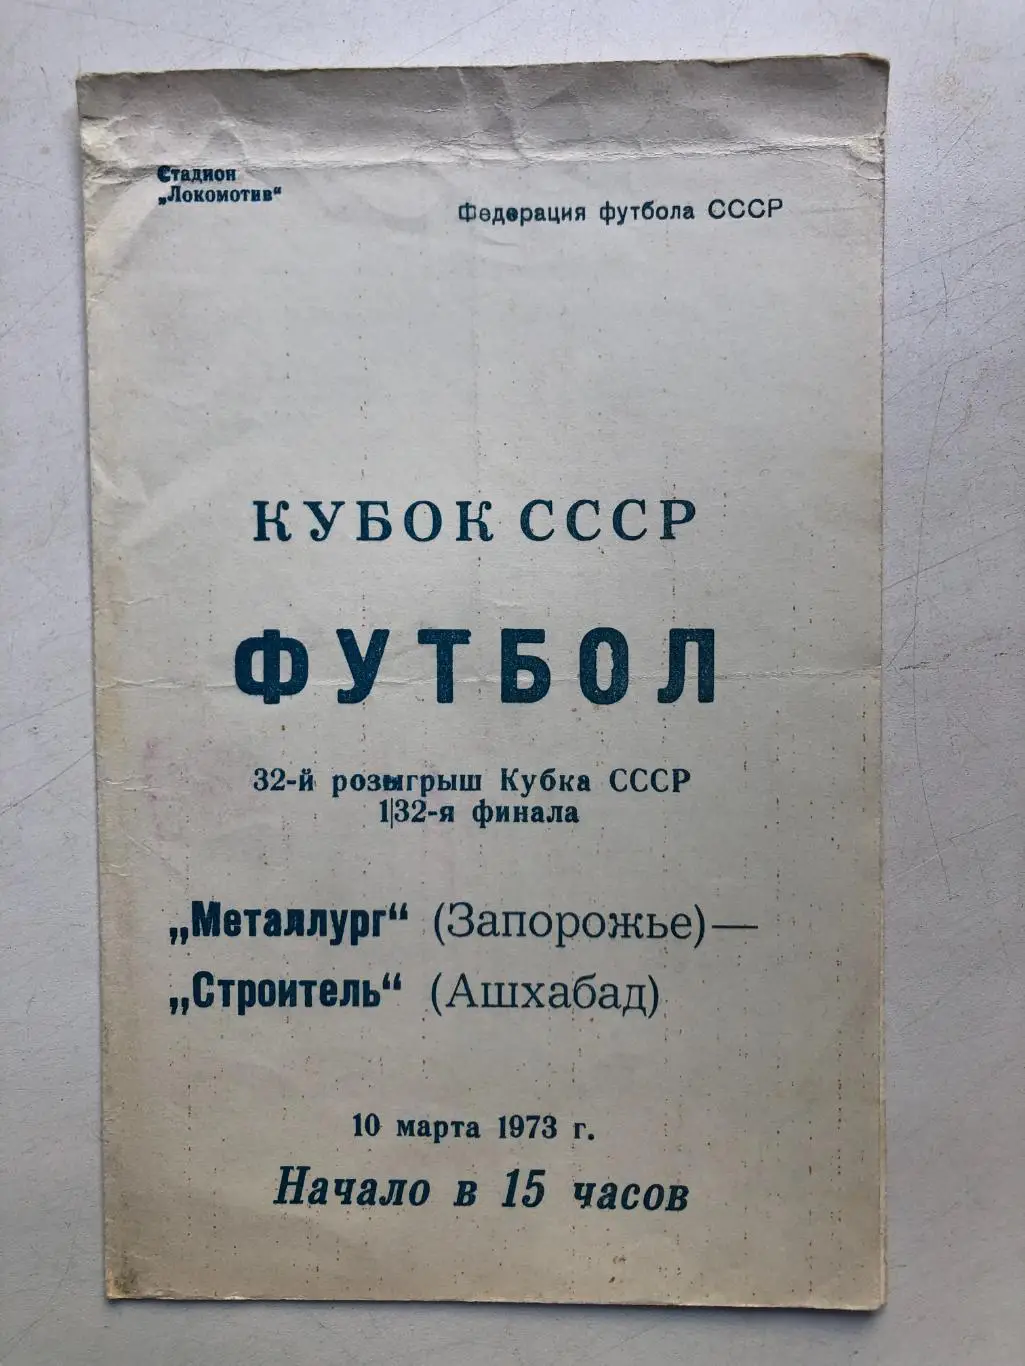 Стадион
„Локомотив“
Федерация футбола СССР
КУБОК СССР
ФУТБОЛ
32-й розыгрыш Кубка СССР
1|32-я финала
„Металлург“ (Запорожье)—
„Строитель“ (Ашхабад)
10 марта 1973 г.
Начало в 15 часов